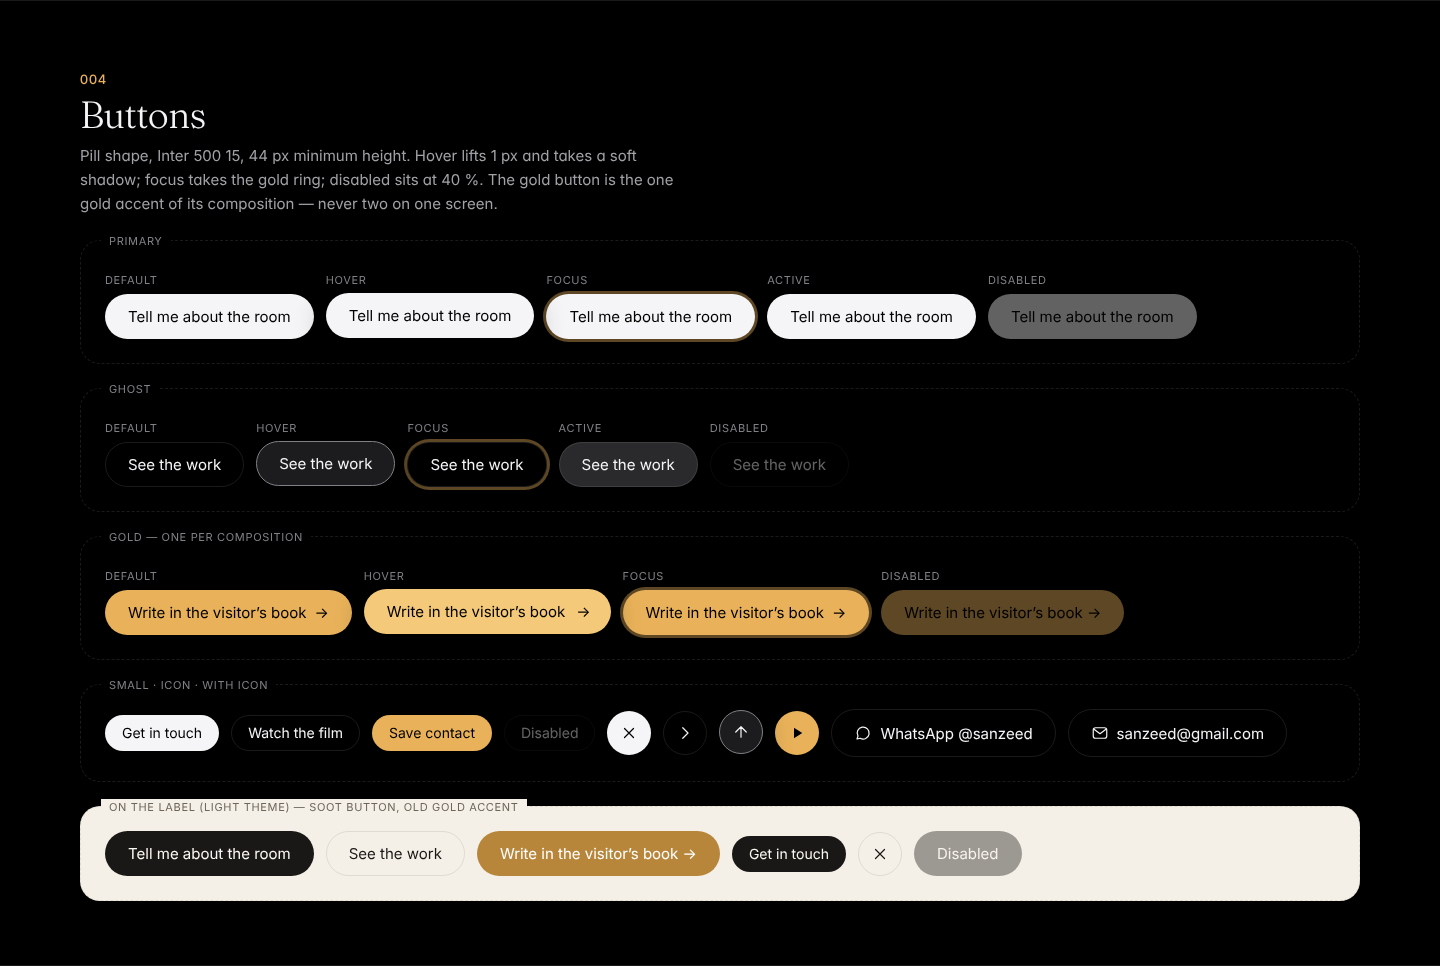 004
Buttons
Pill shape, Inter 500 15, 44 px minimum height. Hover lifts 1 px and takes a soft
shadow; focus takes the gold ring; disabled sits at 40 %. The gold button is the one
gold accent of its composition — never two on one screen.
PRIMARY
DEFAULT HOVER FOCUS ACTIVE DISABLED
Tell me about the room Tell me about the room Tell me about the room Tell me about the room Tell me about the room
GHOST
DEFAULT HOVER FOCUS ACTIVE DISABLED
See the work See the work See the work See the work See the work
GOLD — ONE PER COMPOSITION
DEFAULT HOVER FOCUS DISABLED
Write in the visitor’s book → Write in the visitor’s book → Write in the visitor’s book → Write in the visitor’s book →
SMALL · ICON · WITH ICON
Get in touch Watch the film Save contact Disabled WhatsApp @sanzeed sanzeed@gmail.com
ON THE LABEL (LIGHT THEME) — SOOT BUTTON, OLD GOLD ACCENT
Tell me about the room See the work Write in the visitor’s book → Get in touch Disabled